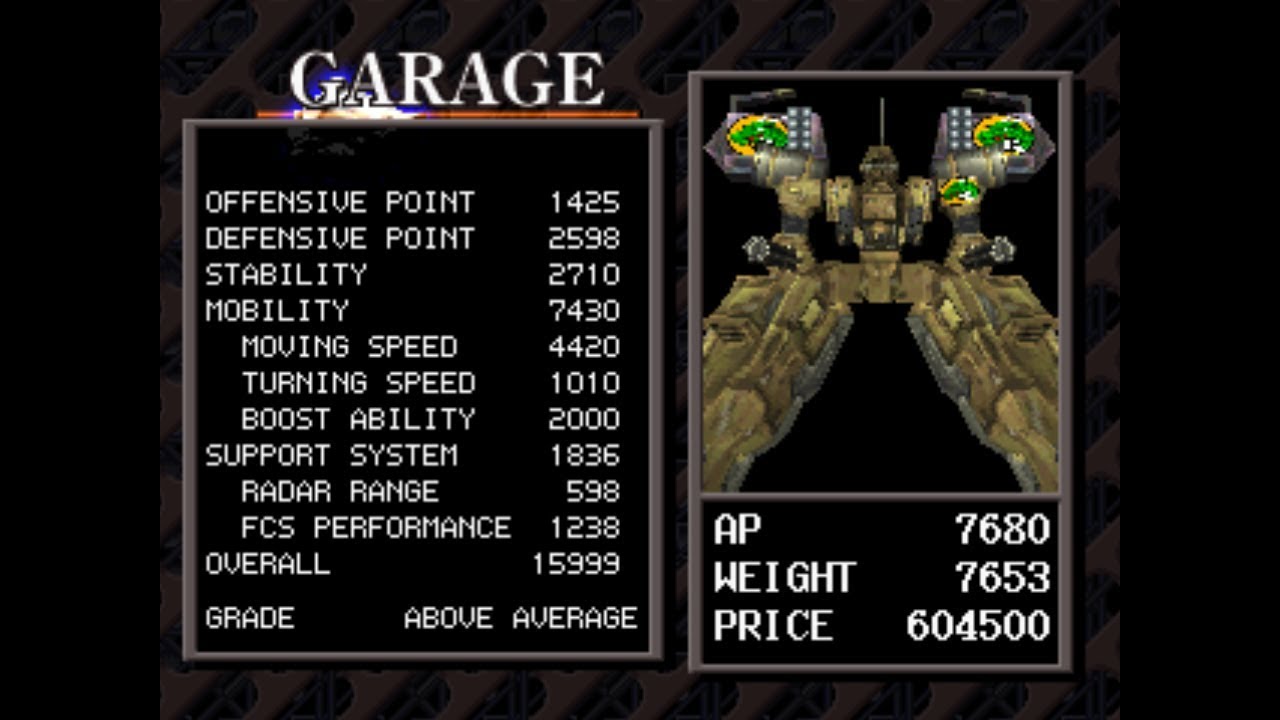 GARAGE
OFFENSIVE POINT 1425
DEFENSIVE POINT 2598
STABILITY 2710
MOBILITY 7430
MOVING SPEED 4420
TURNING SPEED 1010
BOOST ABILITY 2000
SUPPORT SYSTEM 1836
RADAR RANGE 598
FCS PERFORMANCE 1238
OVERALL 15999
GRADE ABOVE AVERAGE
AP 7680
WEIGHT 7653
PRICE 604500